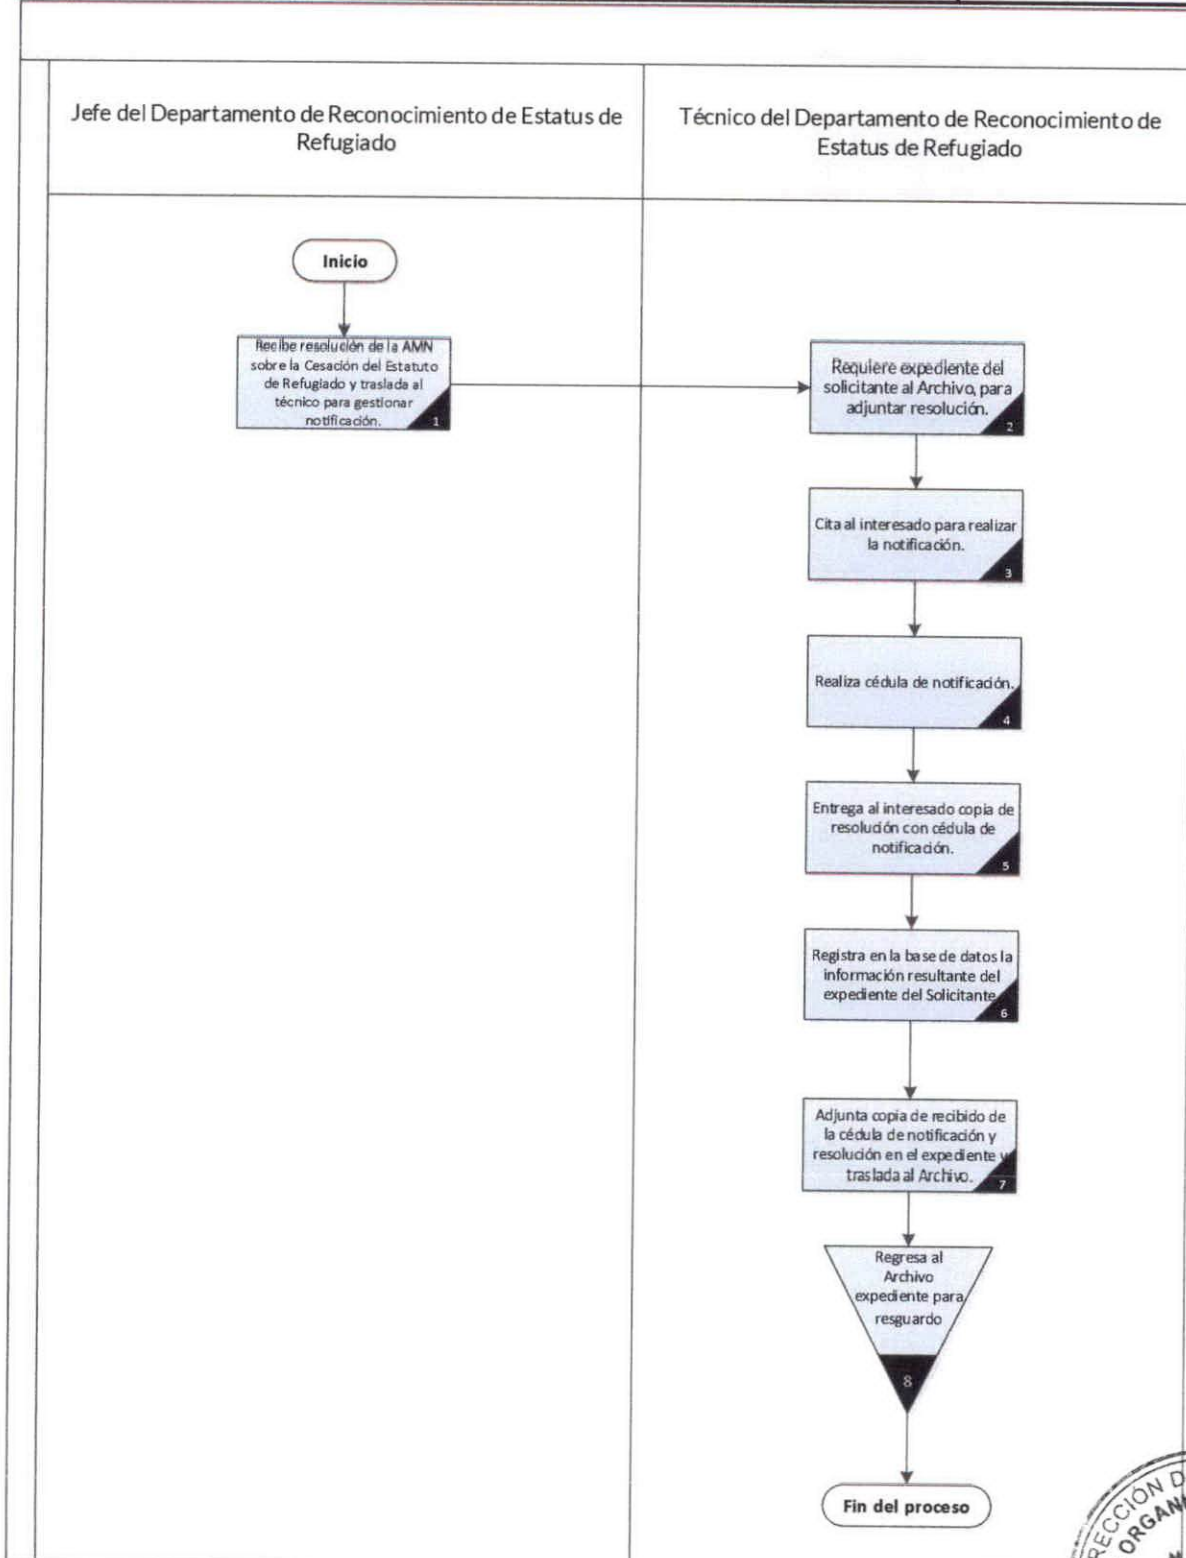 Jefe del Departamento de Reconocimiento de Estatus de
Refugiado
Técnico del Departamento de Reconocimiento de
Estatus de Refugiado
Inicio
Recibe resolución de la AMN
sobre la Cesación del Estatuto
de Refugiado y traslada al
técnico para gestionar
notificación.
1
Requiere expediente del
solicitante al Archivo, para
adjuntar resolución.
2
Cita al interesado para realizar
la notificación.
3
Realiza cédula de notificación.
4
Entrega al interesado copia de
resolución con cédula de
notificación.
5
Registra en la base de datos la
información resultante del
expediente del Solicitante
6
Adjunta copia de recibido de
la cédula de notificación y
resolución en el expediente y
traslada al Archivo.
7
Regresa al
Archivo
expediente para
resguardo
8
Fin del proceso